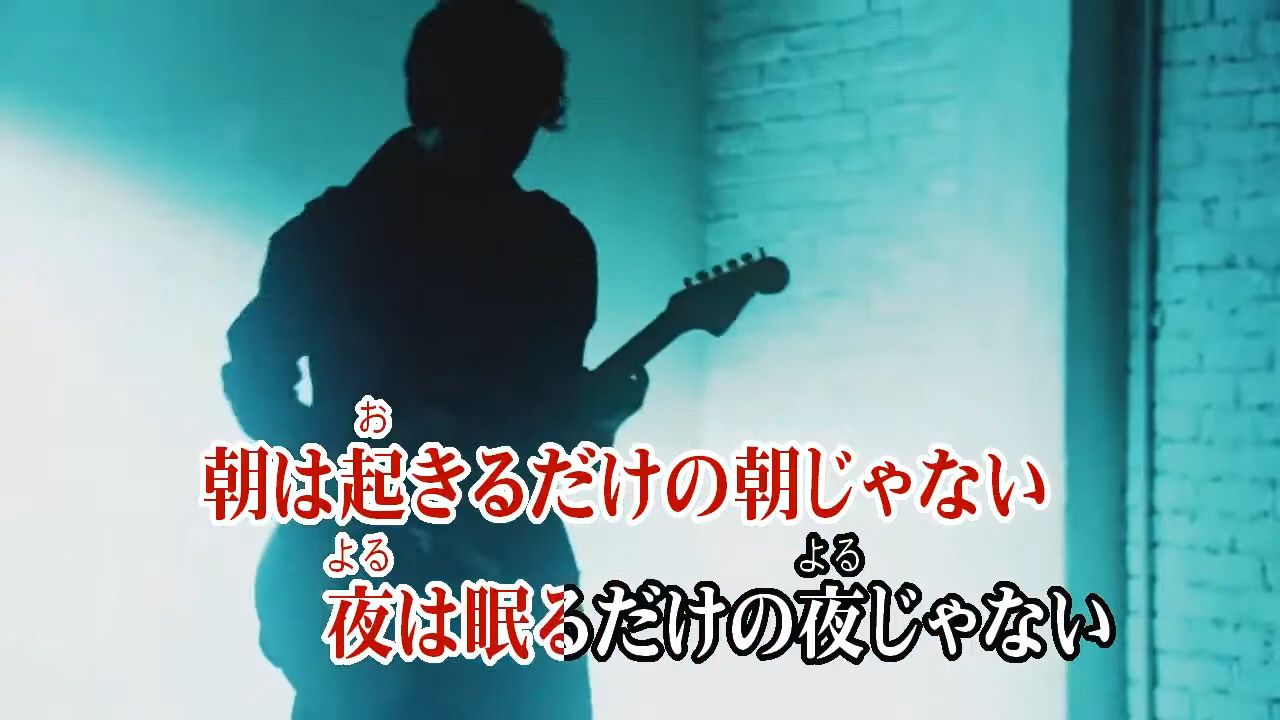 お
朝は起きるだけの朝じゃない
よる よる
夜は眠るだけの夜じゃない